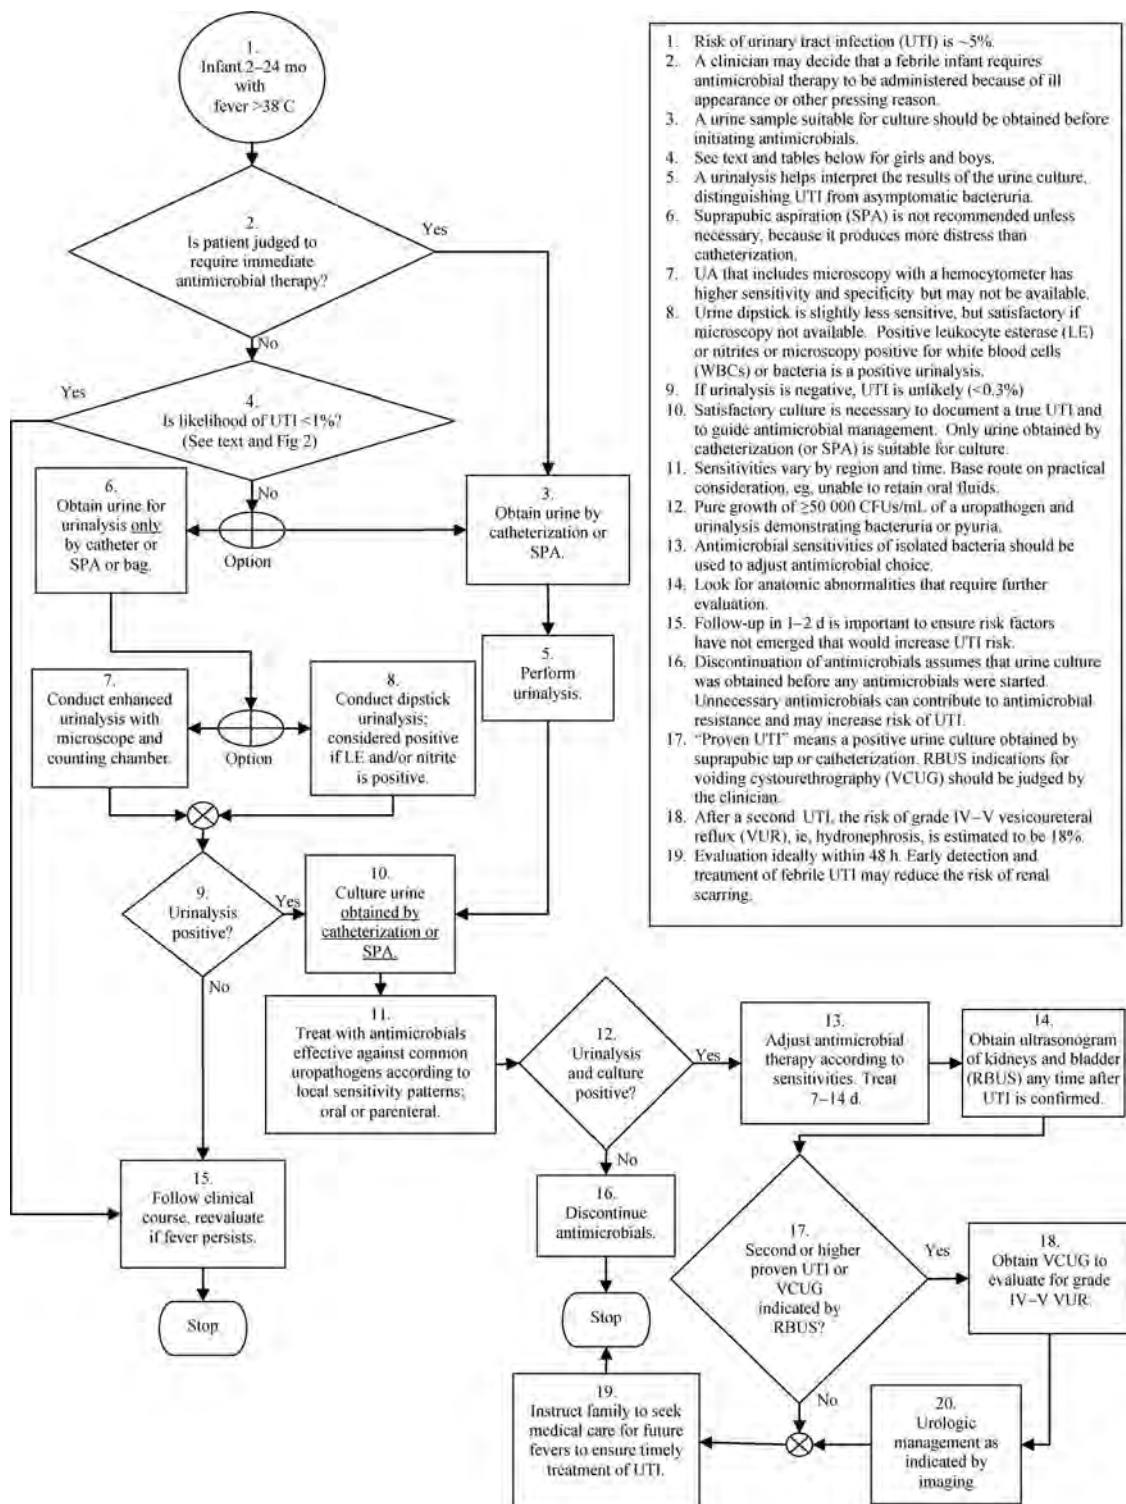 1.
Infant 2–24 mo
with
fever >38°C
2.
Is patient judged to
require immediate
antimicrobial therapy?
Yes
No
Yes
4.
Is likelihood of UTI <1%?
(See text and Fig 2)
No
6.
Obtain urine for
urinalysis only
by catheter or
SPA or bag.
Option
3.
Obtain urine by
catheterization or
SPA.
5.
Perform
urinalysis.
7.
Conduct enhanced
urinalysis with
microscope and
counting chamber.
Option
8.
Conduct dipstick
urinalysis;
considered positive
if LE and/or nitrite
is positive.
9.
Urinalysis
positive?
Yes
No
10.
Culture urine
obtained by
catheterization or
SPA.
11.
Treat with antimicrobials
effective against common
uropathogens according to
local sensitivity patterns;
oral or parenteral.
12.
Urinalysis
and culture
positive?
Yes
No
13.
Adjust antimicrobial
therapy according to
sensitivities. Treat
7–14 d.
14.
Obtain ultrasonogram
of kidneys and bladder
(RBUS) any time after
UTI is confirmed.
15.
Follow clinical
course, reevaluate
if fever persists.
Stop
16.
Discontinue
antimicrobials.
Stop
17.
Second or higher
proven UTI or
VCUG
indicated by
RBUS?
Yes
No
18.
Obtain VCUG to
evaluate for grade
IV–V VUR.
19.
Instruct family to seek
medical care for future
fevers to ensure timely
treatment of UTI.
20.
Urologic
management as
indicated by
imaging
1. Risk of urinary tract infection (UTI) is ~5%.
2. A clinician may decide that a febrile infant requires
antimicrobial therapy to be administered because of ill
appearance or other pressing reason.
3. A urine sample suitable for culture should be obtained before
initiating antimicrobials.
4. See text and tables below for girls and boys.
5. A urinalysis helps interpret the results of the urine culture,
distinguishing UTI from asymptomatic bacteruria.
6. Suprapubic aspiration (SPA) is not recommended unless
necessary, because it produces more distress than
catheterization.
7. UA that includes microscopy with a hemocytometer has
higher sensitivity and specificity but may not be available.
8. Urine dipstick is slightly less sensitive, but satisfactory if
microscopy not available. Positive leukocyte esterase (LE)
or nitrites or microscopy positive for white blood cells
(WBCs) or bacteria is a positive urinalysis.
9. If urinalysis is negative, UTI is unlikely (<0.3%)
10. Satisfactory culture is necessary to document a true UTI and
to guide antimicrobial management. Only urine obtained by
catheterization (or SPA) is suitable for culture.
11. Sensitivities vary by region and time. Base route on practical
consideration, eg, unable to retain oral fluids.
12. Pure growth of ≥50 000 CFUs/mL of a uropathogen and
urinalysis demonstrating bacteruria or pyuria.
13. Antimicrobial sensitivities of isolated bacteria should be
used to adjust antimicrobial choice.
14. Look for anatomic abnormalities that require further
evaluation.
15. Follow-up in 1–2 d is important to ensure risk factors
have not emerged that would increase UTI risk.
16. Discontinuation of antimicrobials assumes that urine culture
was obtained before any antimicrobials were started.
Unnecessary antimicrobials can contribute to antimicrobial
resistance and may increase risk of UTI.
17. “Proven UTI” means a positive urine culture obtained by
suprapubic tap or catheterization. RBUS indications for
voiding cystourethrography (VCUG) should be judged by
the clinician.
18. After a second UTI, the risk of grade IV–V vesicoureteral
reflux (VUR), ie, hydronephrosis, is estimated to be 18%.
19. Evaluation ideally within 48 h. Early detection and
treatment of febrile UTI may reduce the risk of renal
scarring.